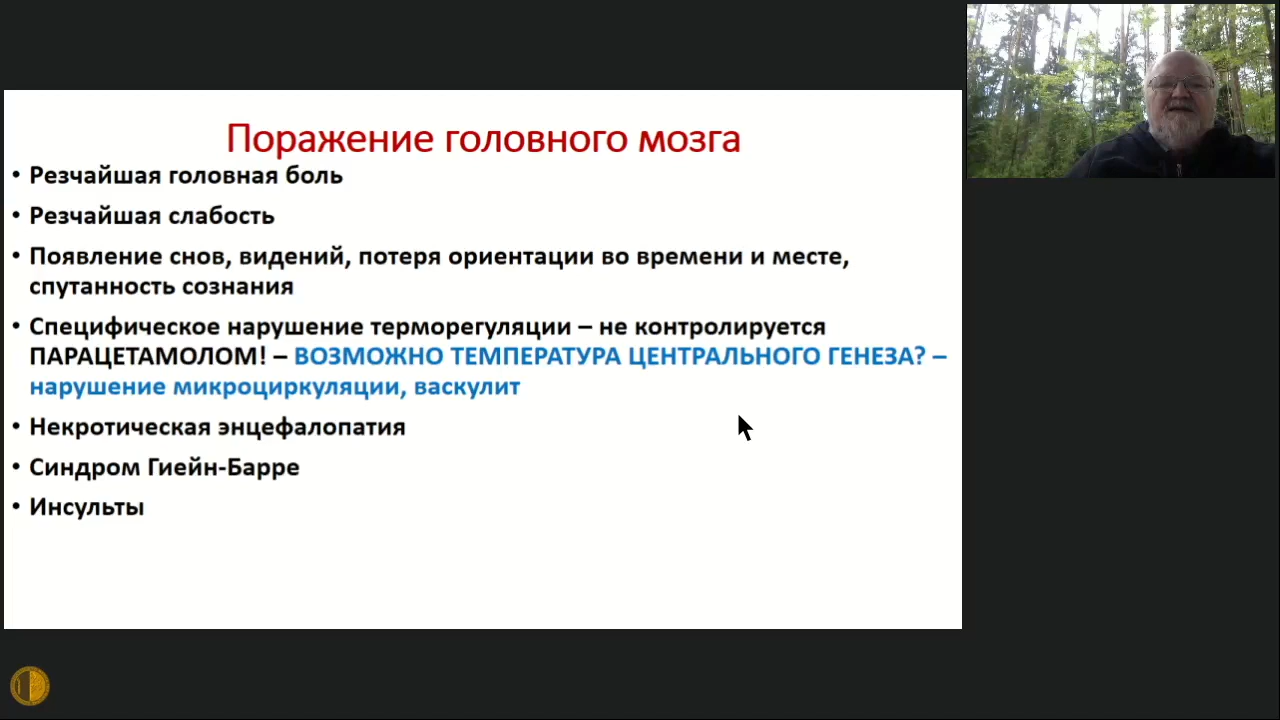 Поражение головного мозга
• Резчайшая головная боль
• Резчайшая слабость
• Появление снов, видений, потеря ориентации во времени и месте,
спутанность сознания
• Специфическое нарушение терморегуляции – не контролируется
ПАРАЦЕТАМОЛОМ! – ВОЗМОЖНО ТЕМПЕРАТУРА ЦЕНТРАЛЬНОГО ГЕНЕЗА? –
нарушение микроциркуляции, васкулит
• Некротическая энцефалопатия
• Синдром Гиейн-Барре
• Инсульты